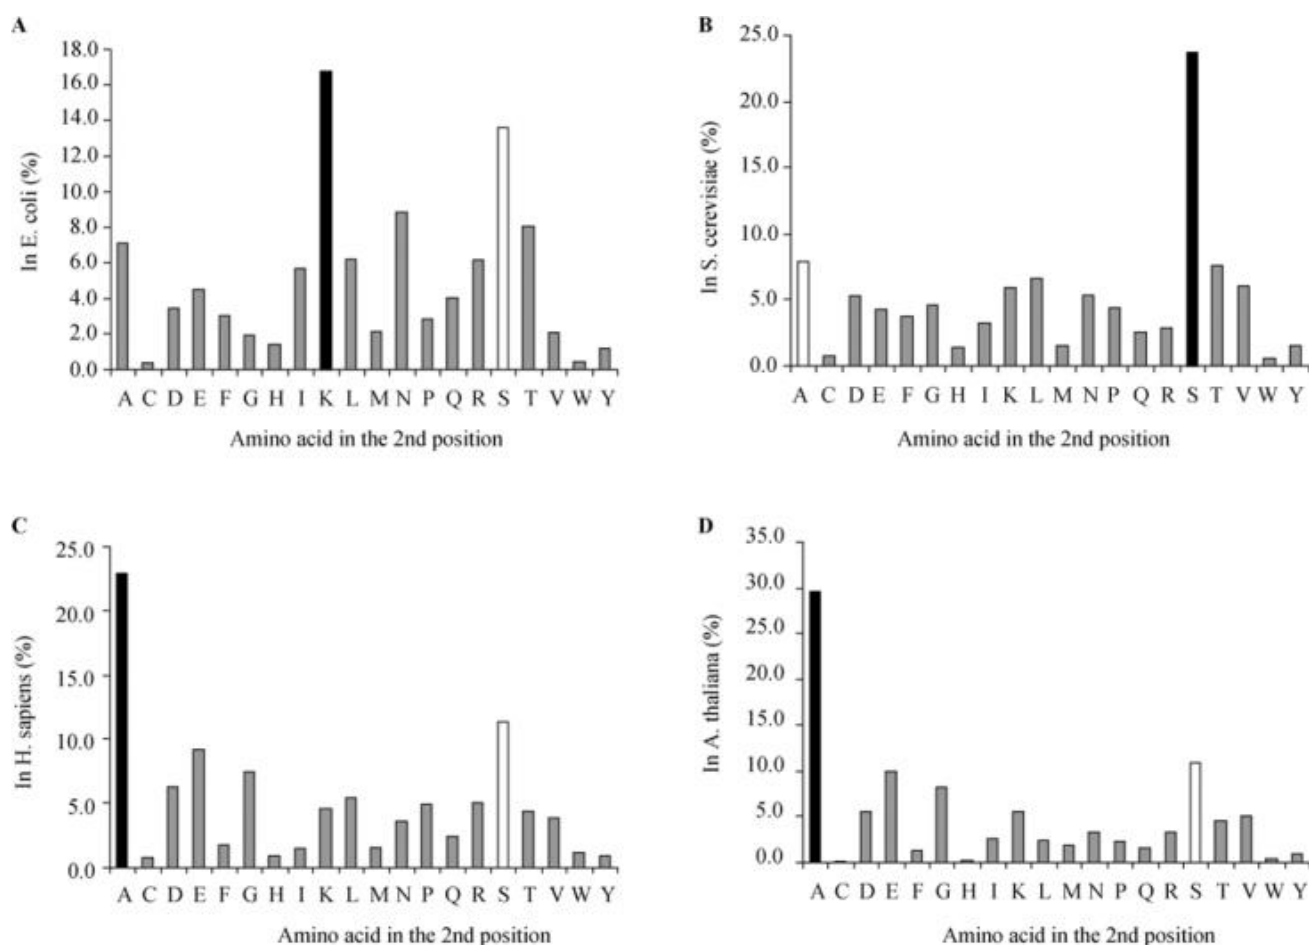 A
18.0
16.0
14.0
12.0
10.0
8.0
6.0
4.0
2.0
0.0
In E. coli (%)
A C D E F G H I K L M N P Q R S T V W Y
Amino acid in the 2nd position
B
25.0
20.0
15.0
10.0
5.0
0.0
In S. cerevisiae (%)
A C D E F G H I K L M N P Q R S T V W Y
Amino acid in the 2nd position
C
25.0
20.0
15.0
10.0
5.0
0.0
In H. sapiens (%)
A C D E F G H I K L M N P Q R S T V W Y
Amino acid in the 2nd position
D
35.0
30.0
25.0
20.0
15.0
10.0
5.0
0.0
In A. thaliana (%)
A C D E F G H I K L M N P Q R S T V W Y
Amino acid in the 2nd position